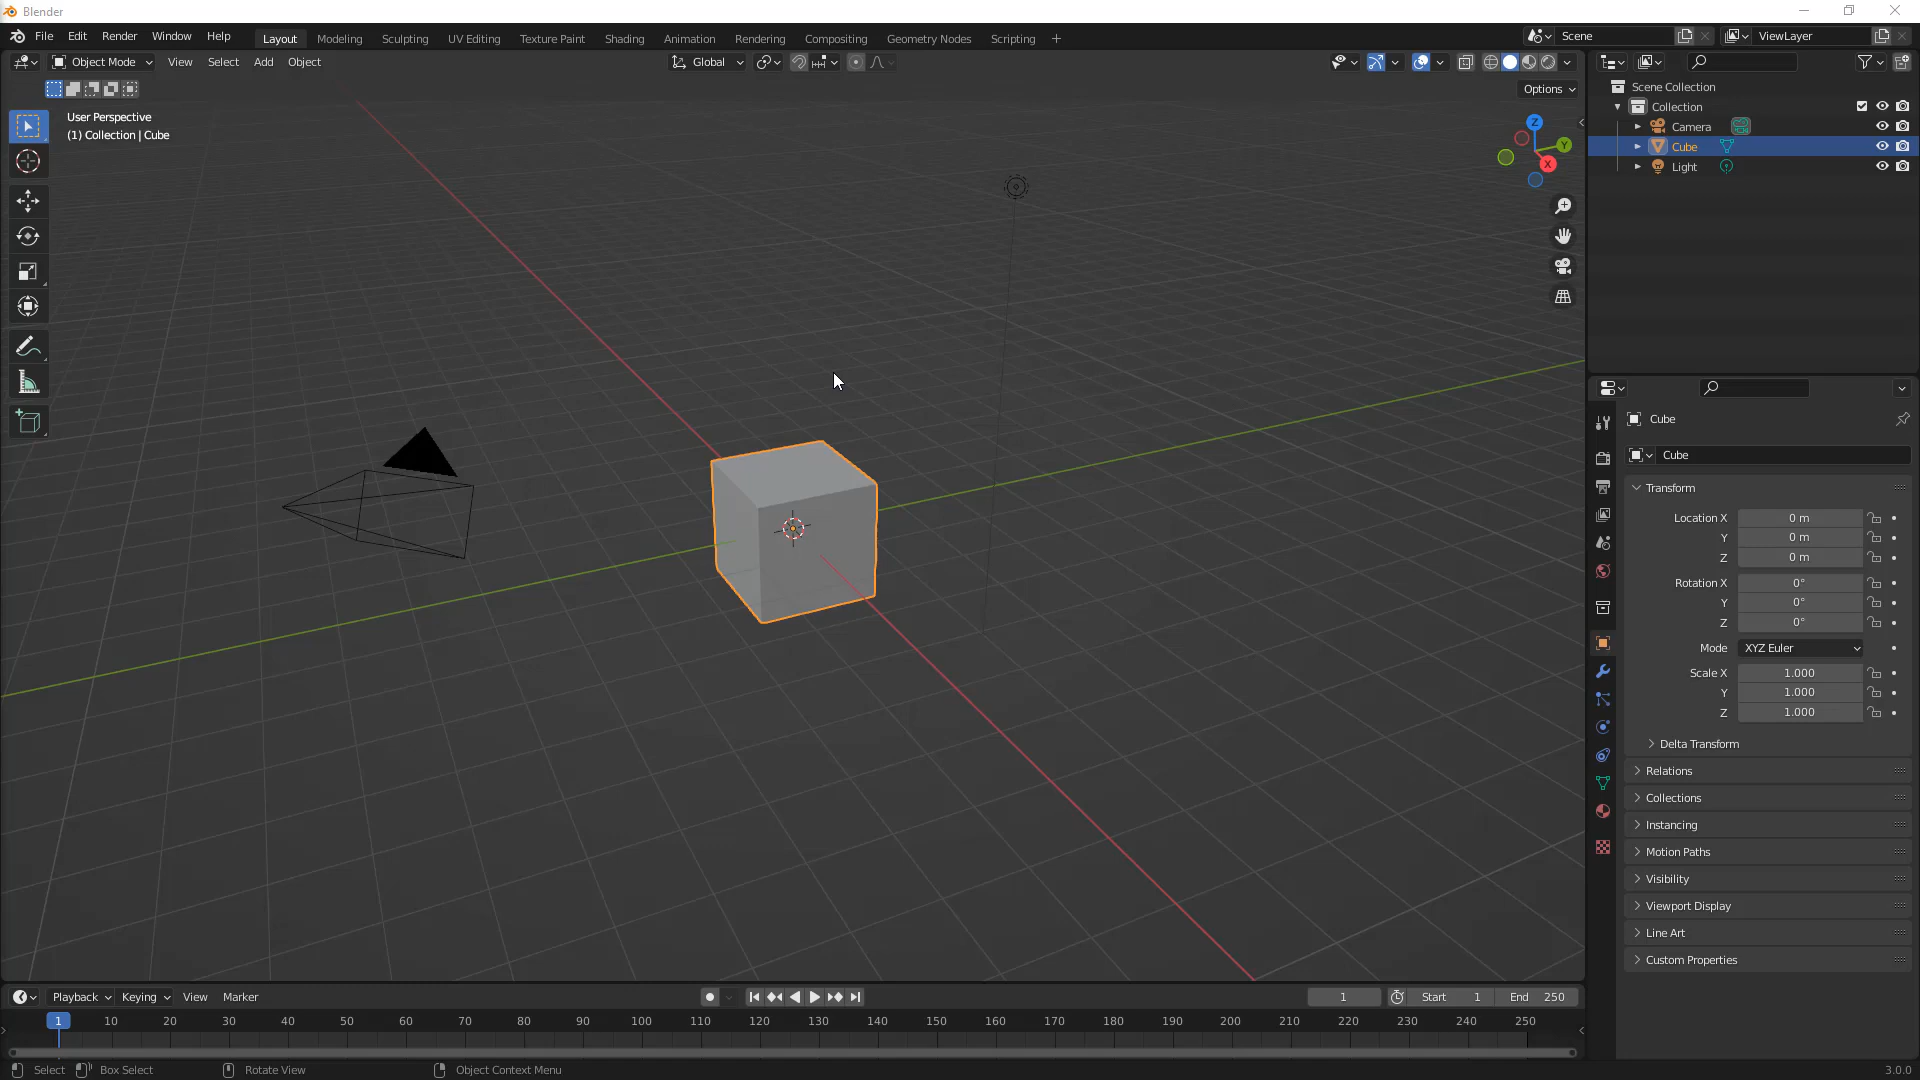 Blender
File Edit Render Window Help Layout Modeling Sculpting UV Editing Texture Paint Shading Animation Rendering Compositing Geometry Nodes Scripting + Scene ViewLayer
Object Mode View Select Add Object Global
Options
User Perspective
(1) Collection | Cube
Z
Y
X
Scene Collection
Collection
Camera
Cube
Light
Cube
Cube
Transform
Location X 0 m
Y 0 m
Z 0 m
Rotation X 0°
Y 0°
Z 0°
Mode XYZ Euler
Scale X 1.000
Y 1.000
Z 1.000
Delta Transform
Relations
Collections
Instancing
Motion Paths
Visibility
Viewport Display
Line Art
Custom Properties
Playback Keying View Marker 1 Start 1 End 250
1 10 20 30 40 50 60 70 80 90 100 110 120 130 140 150 160 170 180 190 200 210 220 230 240 250
Select Box Select Rotate View Object Context Menu 3.0.0